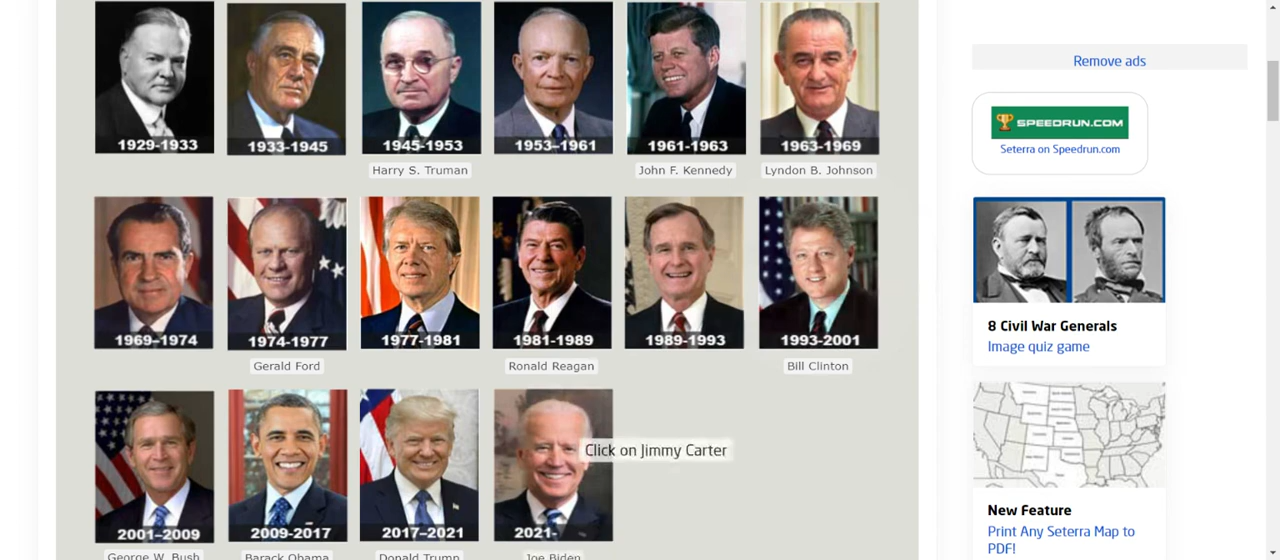 1929-1933
1933-1945
1945-1953
1953–1961
1961-1963
1963-1969
Harry S. Truman
John F. Kennedy
Lyndon B. Johnson
1969–1974
1974-1977
1977-1981
1981-1989
1989-1993
1993-2001
Gerald Ford
Ronald Reagan
Bill Clinton
2001–2009
2009-2017
2017–2021
2021-
Click on Jimmy Carter
George W. Bush
Barack Obama
Donald Trump
Joe Biden
Remove ads
SPEEDRUN.COM
Seterra on Speedrun.com
8 Civil War Generals
Image quiz game
New Feature
Print Any Seterra Map to
PDF!